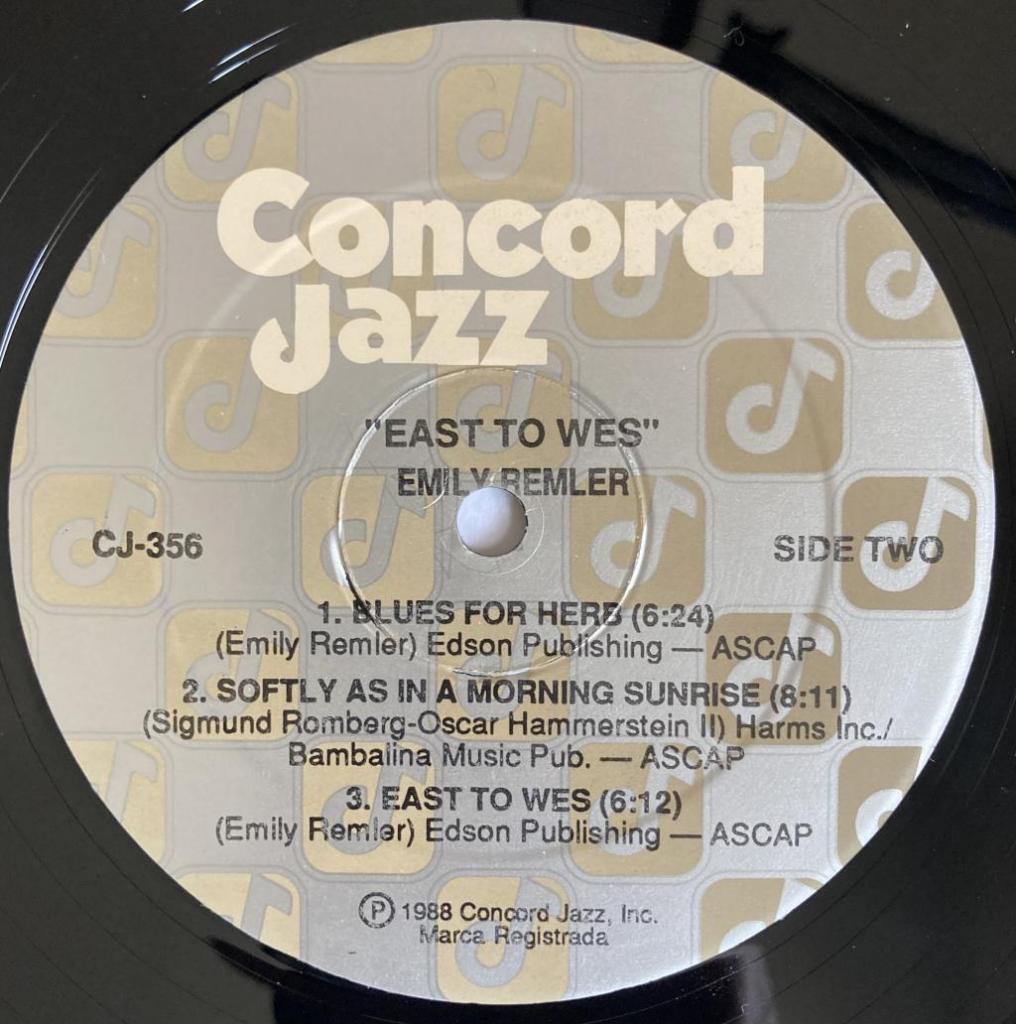 Concord
Jazz
"EAST TO WES"
EMILY REMLER
CJ-356
SIDE TWO
1. BLUES FOR HERB (6:24)
(Emily Remler) Edson Publishing — ASCAP
2. SOFTLY AS IN A MORNING SUNRISE (8:11)
(Sigmund Romberg-Oscar Hammerstein II) Harms Inc./
Bambalina Music Pub. — ASCAP
3. EAST TO WES (6:12)
(Emily Remler) Edson Publishing — ASCAP
℗ 1988 Concord Jazz, Inc.
Marca Registrada